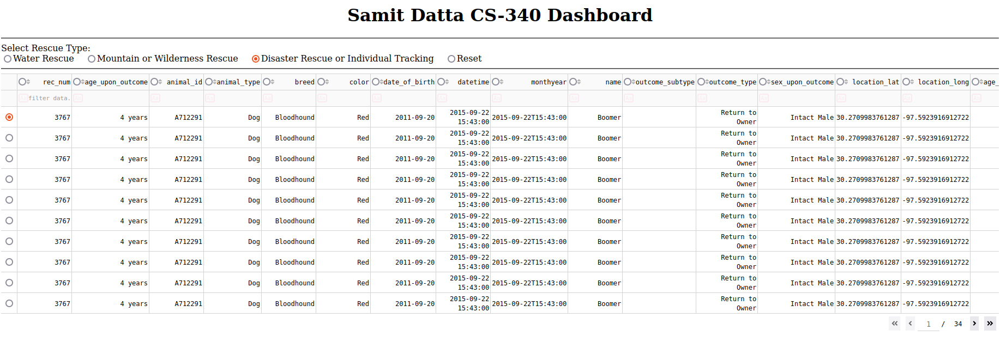 Samit Datta CS-340 Dashboard
Select Rescue Type:
Water Rescue Mountain or Wilderness Rescue Disaster Rescue or Individual Tracking Reset
rec_num age_upon_outcome animal_id animal_type breed color date_of_birth datetime monthyear name outcome_subtype outcome_type sex_upon_outcome location_lat location_long age_
Aa filter data. Aa Aa Aa Aa Aa Aa Aa Aa Aa Aa Aa Aa Aa Aa Aa
3767 4 years A712291 Dog Bloodhound Red 2011-09-20 2015-09-22 15:43:00 2015-09-22T15:43:00 Boomer Return to Owner Intact Male 30.2709983761287 -97.5923916912722
3767 4 years A712291 Dog Bloodhound Red 2011-09-20 2015-09-22 15:43:00 2015-09-22T15:43:00 Boomer Return to Owner Intact Male 30.2709983761287 -97.5923916912722
3767 4 years A712291 Dog Bloodhound Red 2011-09-20 2015-09-22 15:43:00 2015-09-22T15:43:00 Boomer Return to Owner Intact Male 30.2709983761287 -97.5923916912722
3767 4 years A712291 Dog Bloodhound Red 2011-09-20 2015-09-22 15:43:00 2015-09-22T15:43:00 Boomer Return to Owner Intact Male 30.2709983761287 -97.5923916912722
3767 4 years A712291 Dog Bloodhound Red 2011-09-20 2015-09-22 15:43:00 2015-09-22T15:43:00 Boomer Return to Owner Intact Male 30.2709983761287 -97.5923916912722
3767 4 years A712291 Dog Bloodhound Red 2011-09-20 2015-09-22 15:43:00 2015-09-22T15:43:00 Boomer Return to Owner Intact Male 30.2709983761287 -97.5923916912722
3767 4 years A712291 Dog Bloodhound Red 2011-09-20 2015-09-22 15:43:00 2015-09-22T15:43:00 Boomer Return to Owner Intact Male 30.2709983761287 -97.5923916912722
3767 4 years A712291 Dog Bloodhound Red 2011-09-20 2015-09-22 15:43:00 2015-09-22T15:43:00 Boomer Return to Owner Intact Male 30.2709983761287 -97.5923916912722
3767 4 years A712291 Dog Bloodhound Red 2011-09-20 2015-09-22 15:43:00 2015-09-22T15:43:00 Boomer Return to Owner Intact Male 30.2709983761287 -97.5923916912722
3767 4 years A712291 Dog Bloodhound Red 2011-09-20 2015-09-22 15:43:00 2015-09-22T15:43:00 Boomer Return to Owner Intact Male 30.2709983761287 -97.5923916912722
1 / 34